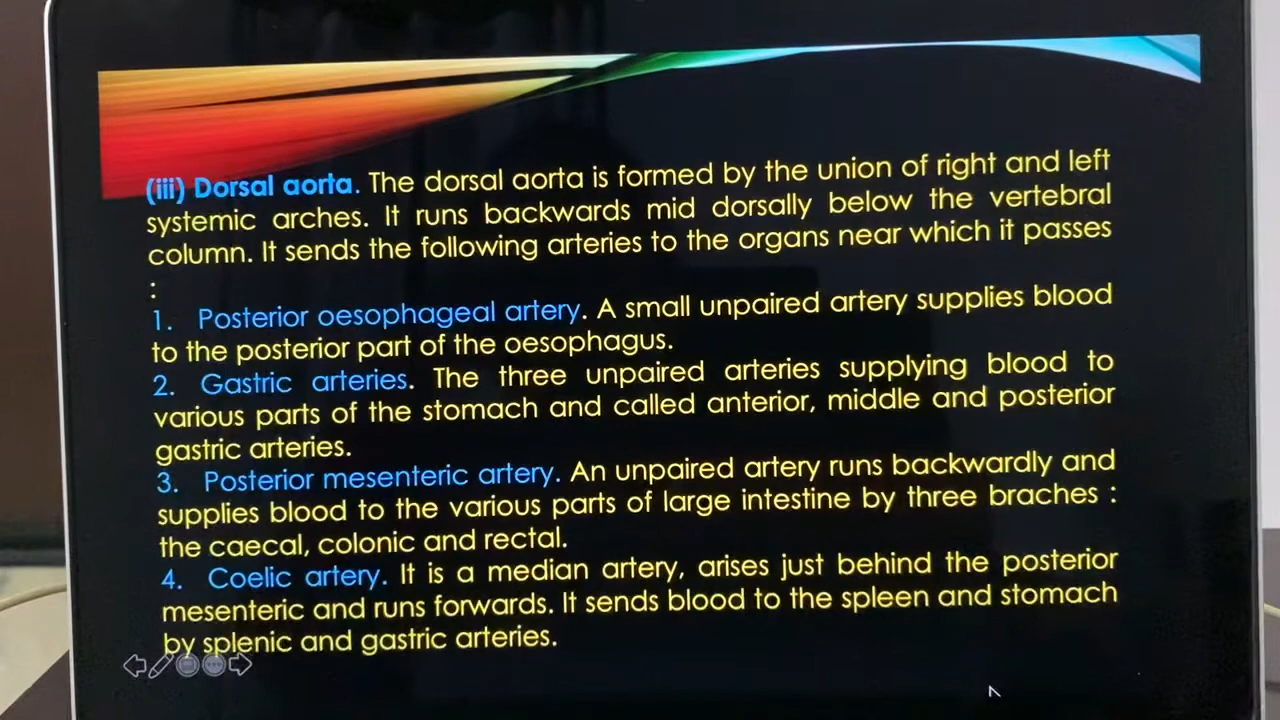 (iii) Dorsal aorta. The dorsal aorta is formed by the union of right and left
systemic arches. It runs backwards mid dorsally below the vertebral
column. It sends the following arteries to the organs near which it passes
:
1. Posterior oesophageal artery. A small unpaired artery supplies blood
to the posterior part of the oesophagus.
2. Gastric arteries. The three unpaired arteries supplying blood to
various parts of the stomach and called anterior, middle and posterior
gastric arteries.
3. Posterior mesenteric artery. An unpaired artery runs backwardly and
supplies blood to the various parts of large intestine by three braches :
the caecal, colonic and rectal.
4. Coelic artery. It is a median artery, arises just behind the posterior
mesenteric and runs forwards. It sends blood to the spleen and stomach
by splenic and gastric arteries.